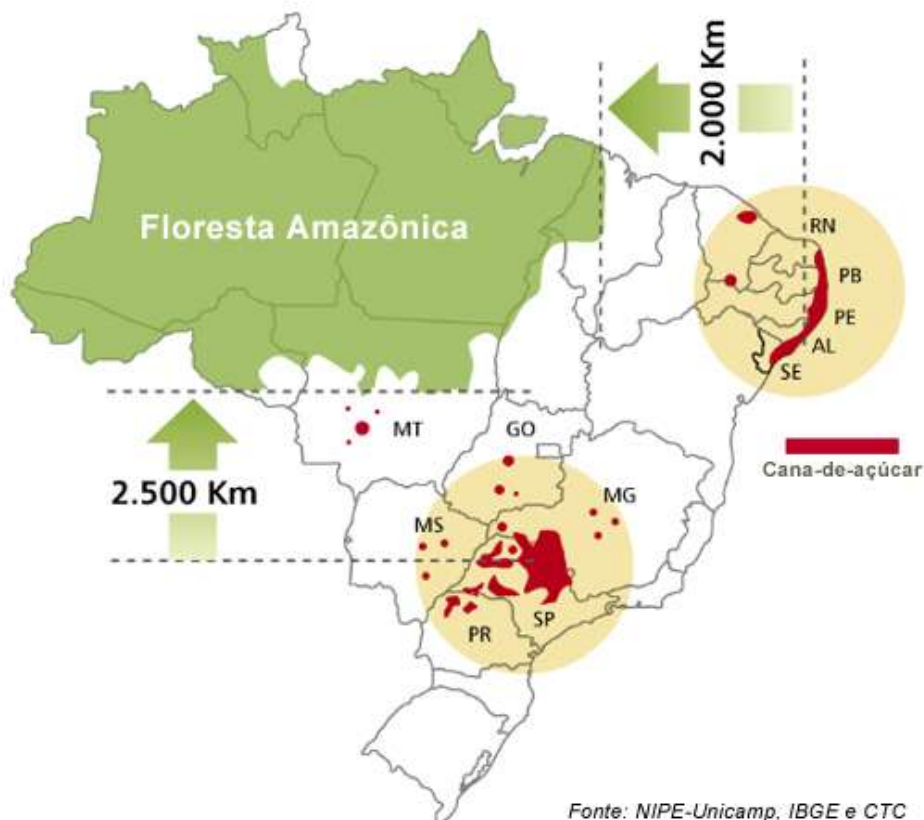 2.000 Km
Floresta Amazônica
RN
PB
PE
AL
SE
MT
GO
Cana-de-açúcar
2.500 Km
MG
MS
SP
PR
Fonte: NIPE-Unicamp, IBGE e CTC